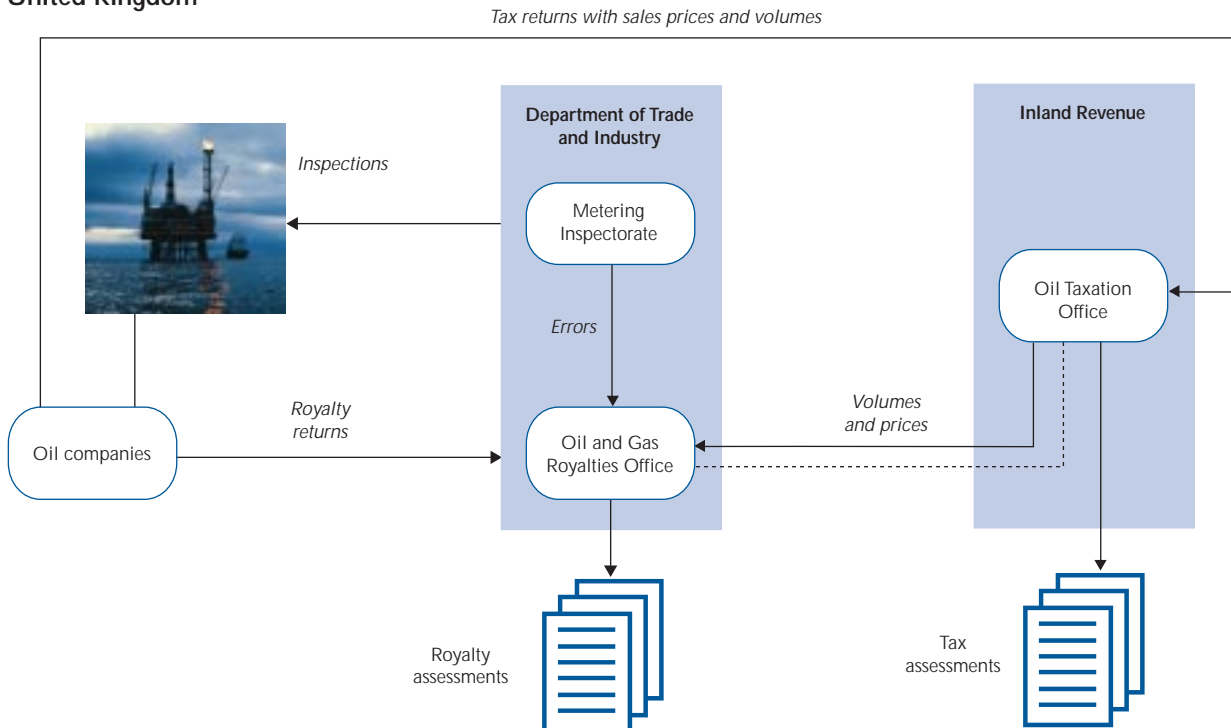 United Kingdom
Tax returns with sales prices and volumes
Department of Trade
and Industry
Inland Revenue
Inspections
Metering
Inspectorate
Oil Taxation
Office
Errors
Royalty
returns
Volumes
and prices
Oil companies
Oil and Gas
Royalties Office
Royalty
assessments
Tax
assessments